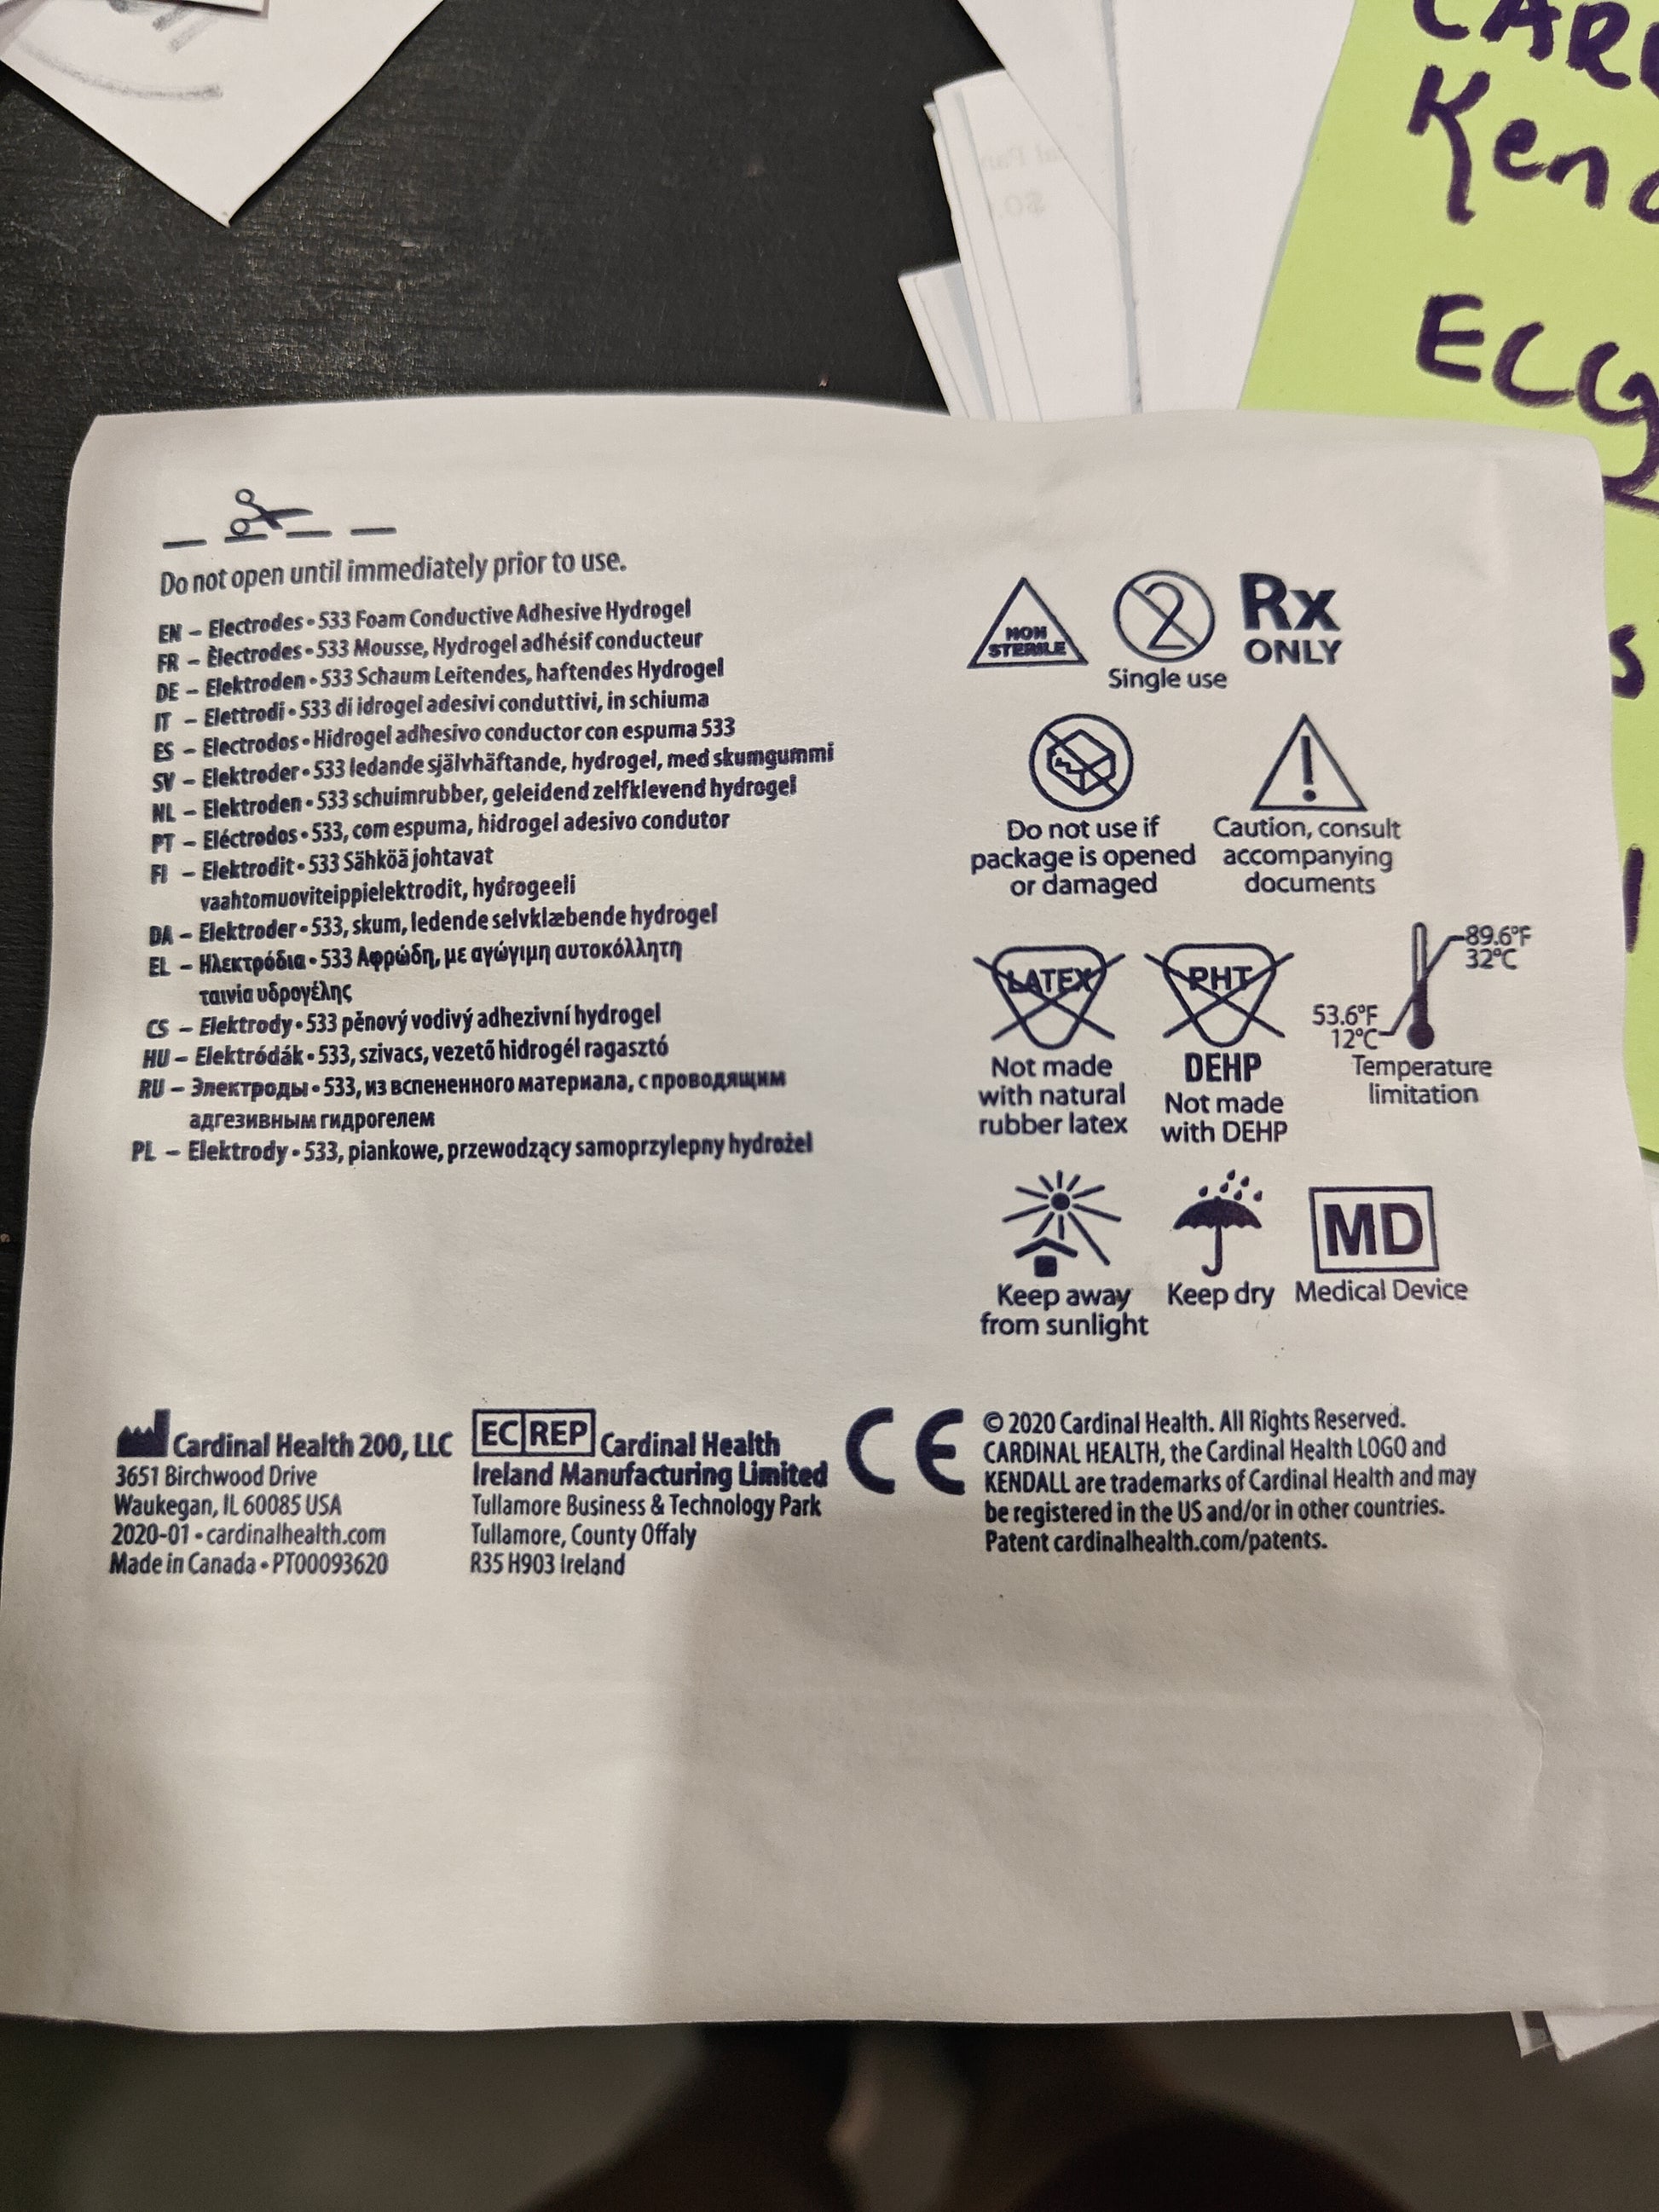 Ken
ECG
Do not open until immediately prior to use.
EN – Electrodes • 533 Foam Conductive Adhesive Hydrogel
FR – Èlectrodes • 533 Mousse, Hydrogel adhésif conducteur
DE – Elektroden • 533 Schaum Leitendes, haftendes Hydrogel
IT – Elettrodi • 533 di idrogel adesivi conduttivi, in schiuma
ES – Electrodos • Hidrogel adhesivo conductor con espuma 533
SV – Elektroder • 533 ledande självhäftande, hydrogel, med skumgummi
NL – Elektroden • 533 schuimrubber, geleidend zelfklevend hydrogel
PT – Eléctrodos • 533, com espuma, hidrogel adesivo condutor
FI – Elektrodit • 533 Sähköä johtavat
vaahtomuoviteippielektrodit, hydrogeeli
DA – Elektroder • 533, skum, ledende selvklæbende hydrogel
EL – Ηλεκτρόδια • 533 Αφρώδη, με αγώγιμη αυτοκόλλητη
ταινία υδρογέλης
CS – Elektrody • 533 pěnový vodivý adhezivní hydrogel
HU – Elektródák • 533, szivacs, vezető hidrogél ragasztó
RU – Электроды • 533, из вспененного материала, с проводящим
адгезивным гидрогелем
PL – Elektrody • 533, piankowe, przewodzący samoprzylepny hydrożel
NON
STERILE
2
Single use
Rx
ONLY
Do not use if
package is opened
or damaged
Caution, consult
accompanying
documents
LATEX
Not made
with natural
rubber latex
PHT
DEHP
Not made
with DEHP
89.6°F
32°C
53.6°F
12°C
Temperature
limitation
Keep away
from sunlight
Keep dry
MD
Medical Device
Cardinal Health 200, LLC
3651 Birchwood Drive
Waukegan, IL 60085 USA
2020-01 • cardinalhealth.com
Made in Canada • PT00093620
EC REP Cardinal Health
Ireland Manufacturing Limited
Tullamore Business & Technology Park
Tullamore, County Offaly
R35 H903 Ireland
CE
© 2020 Cardinal Health. All Rights Reserved.
CARDINAL HEALTH, the Cardinal Health LOGO and
KENDALL are trademarks of Cardinal Health and may
be registered in the US and/or in other countries.
Patent cardinalhealth.com/patents.